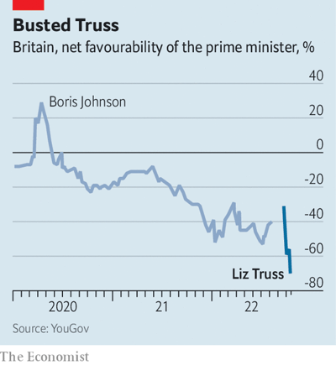 Busted Truss
Britain, net favourability of the prime minister, %
40
Boris Johnson
20
0
-20
-40
-60
Liz Truss
-80
2020 21 22
Source: YouGov
The Economist